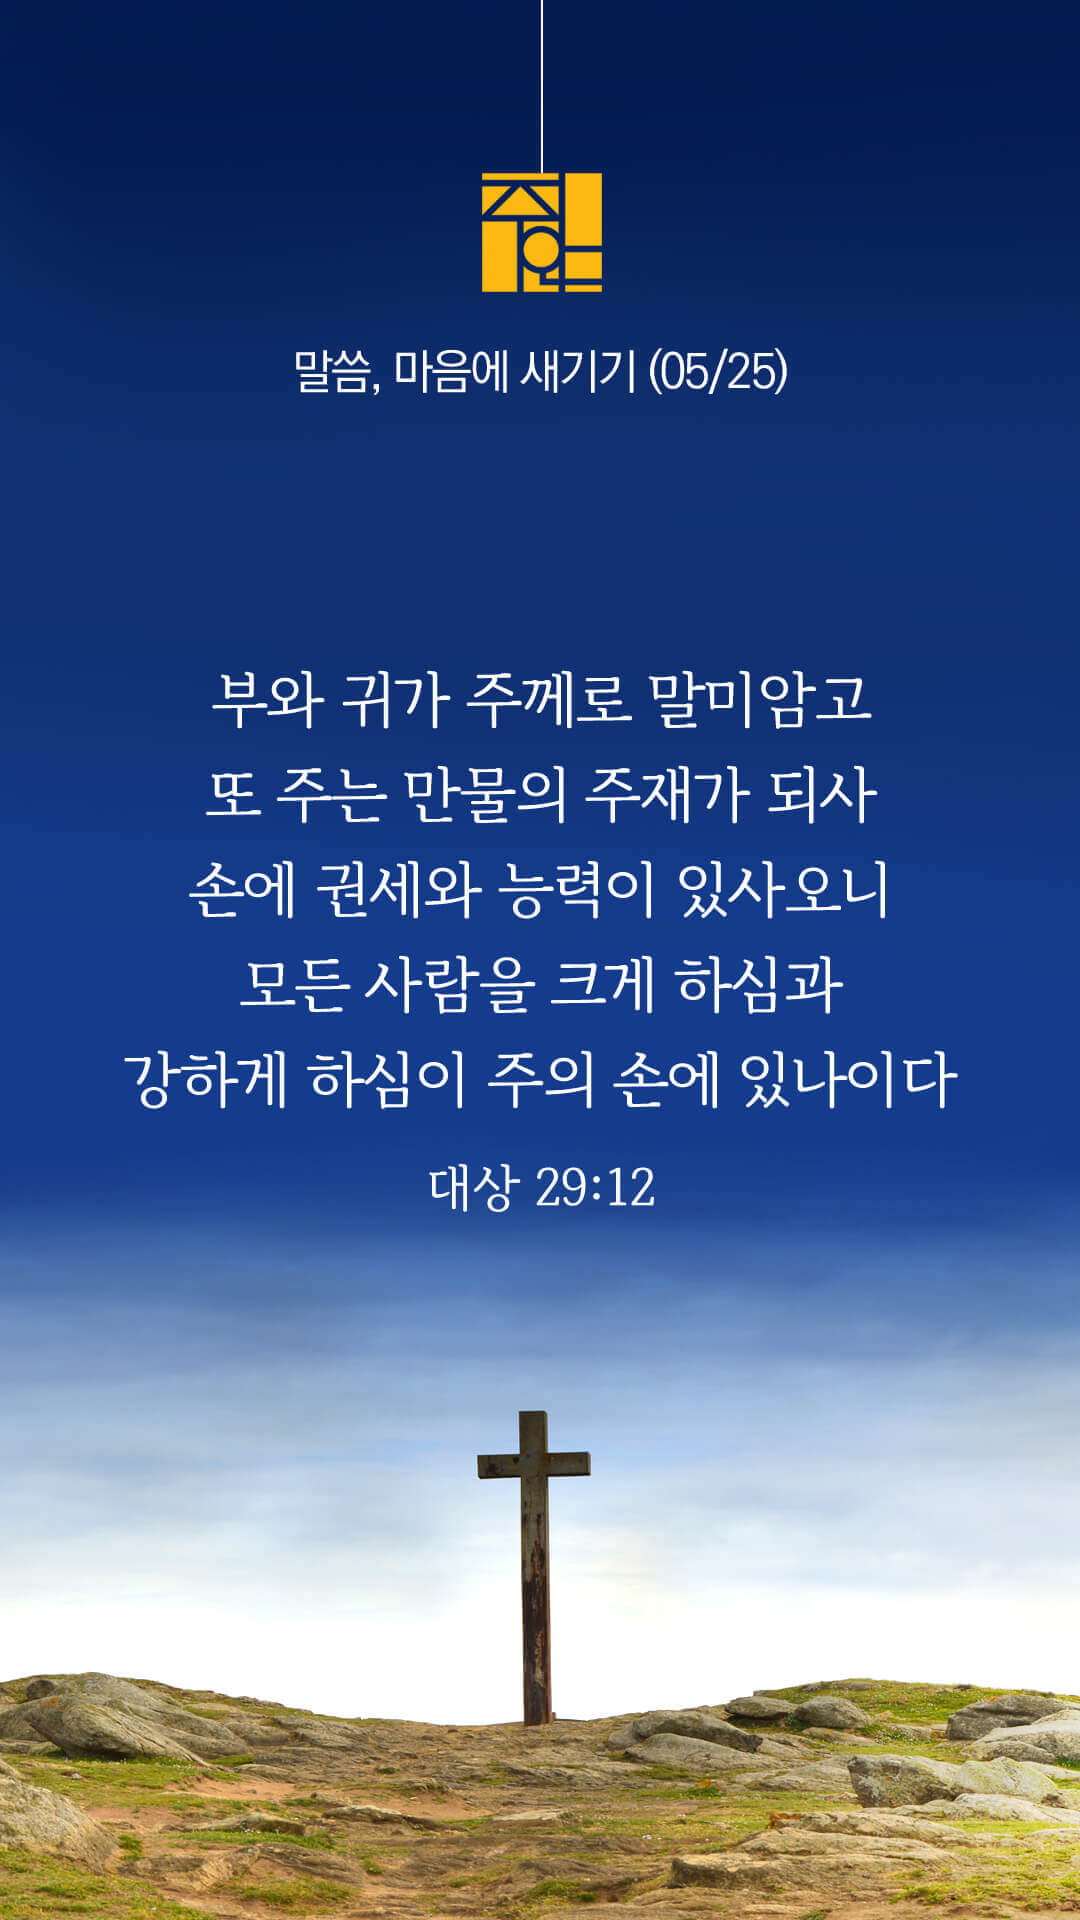 말씀, 마음에 새기기 (05/25)
부와 귀가 주께로 말미암고
또 주는 만물의 주재가 되사
손에 권세와 능력이 있사오니
모든 사람을 크게 하심과
강하게 하심이 주의 손에 있나이다
대상 29:12